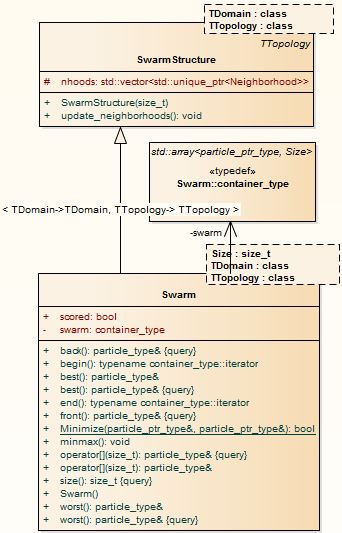 TDomain : class
TTopology : class
TTopology
SwarmStructure
# nhoods: std::vector<std::unique_ptr<Neighborhood>>
+ SwarmStructure(size_t)
+ update_neighborhoods(): void
std::array<particle_ptr_type, Size>
«typedef»
Swarm::container_type
< TDomain->TDomain, TTopology-> TTopology >
-swarm
Size : size_t
TDomain : class
TTopology : class
Swarm
+ scored: bool
- swarm: container_type
+ back(): particle_type& {query}
+ begin(): typename container_type::iterator
+ best(): particle_type&
+ best(): particle_type& {query}
+ end(): typename container_type::iterator
+ front(): particle_type& {query}
+ Minimize(particle_ptr_type&, particle_ptr_type&): bool
+ minmax(): void
+ operator[](size_t): particle_type& {query}
+ operator[](size_t): particle_type&
+ size(): size_t {query}
+ Swarm()
+ worst(): particle_type&
+ worst(): particle_type& {query}